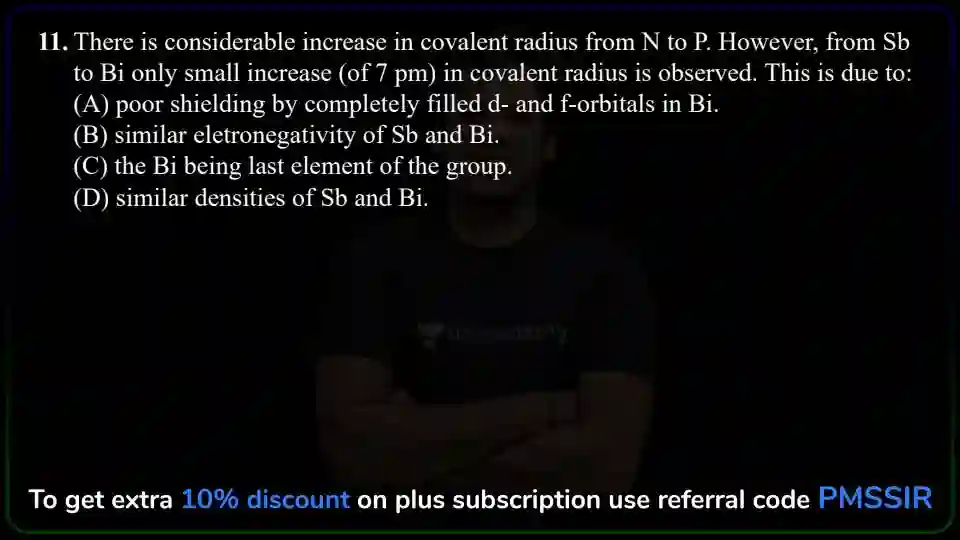 11. There is considerable increase in covalent radius from N to P. However, from Sb
to Bi only small increase (of 7 pm) in covalent radius is observed. This is due to:
(A) poor shielding by completely filled d- and f-orbitals in Bi.
(B) similar eletronegativity of Sb and Bi.
(C) the Bi being last element of the group.
(D) similar densities of Sb and Bi.
To get extra 10% discount on plus subscription use referral code PMSSIR